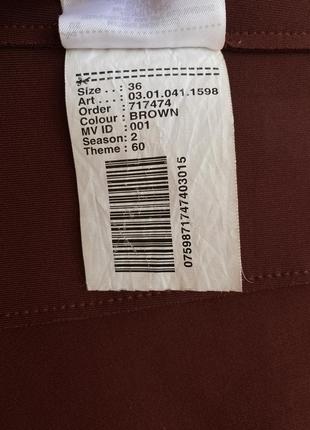 Size . . : 36
Art . . . : 03.01.041.1598
Order : 717474
Colour : BROWN
MV ID : 001
Season: 2
Theme : 60
0759871747403015